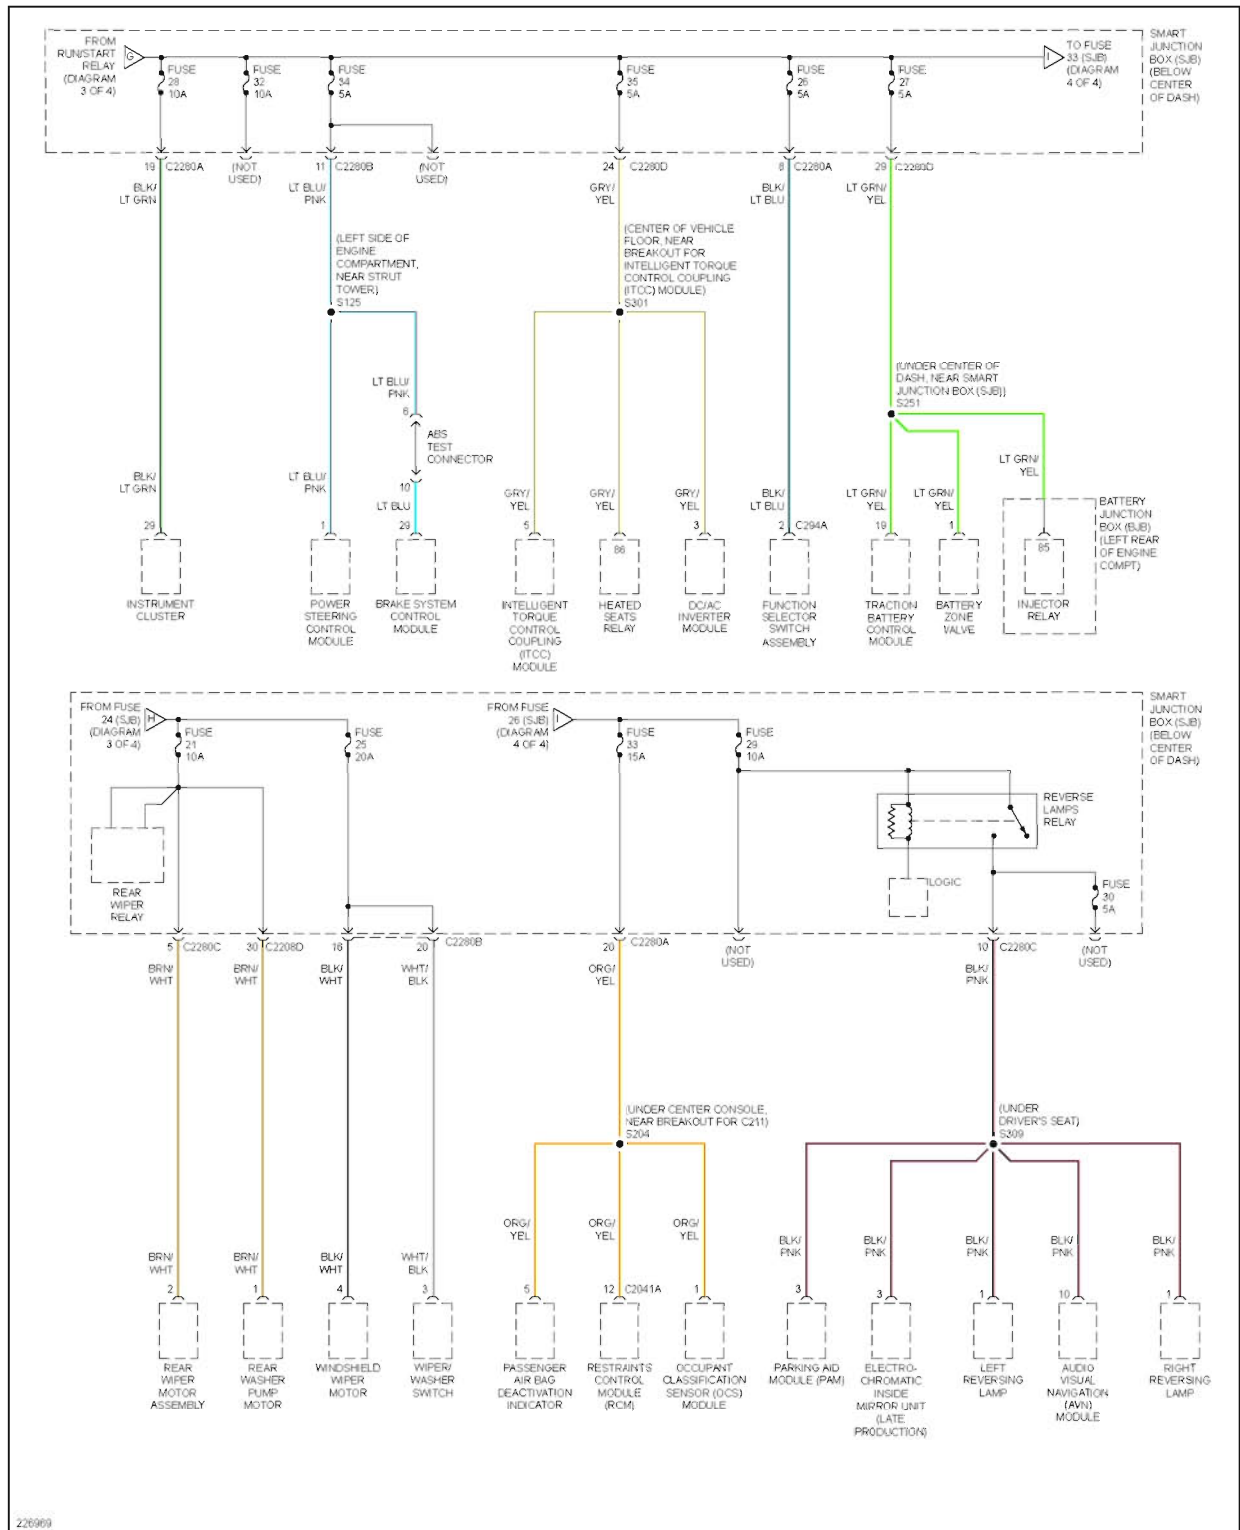 FROM
RUN/START
RELAY
(DIAGRAM
3 OF 4)
G
FUSE
28
10A
FUSE
32
10A
FUSE
34
5A
FUSE
35
5A
FUSE
26
5A
FUSE
27
5A
I
TO FUSE
33 (SJB)
(DIAGRAM
4 OF 4)
SMART
JUNCTION
BOX (SJB)
(BELOW
CENTER
OF DASH)
19 C2280A
(NOT
USED)
11 C2280B
(NOT
USED)
24 C2280D
8 C2280A
29 C2280D
BLK/
LT GRN
LT BLU/
PNK
GRY/
YEL
BLK/
LT BLU
LT GRN/
YEL
(LEFT SIDE OF
ENGINE
COMPARTMENT,
NEAR STRUT
TOWER)
S125
(CENTER OF VEHICLE
FLOOR, NEAR
BREAKOUT FOR
INTELLIGENT TORQUE
CONTROL COUPLING
(ITCC) MODULE)
S301
(UNDER CENTER OF
DASH, NEAR SMART
JUNCTION BOX (SJB))
S251
LT BLU/
PNK
6
ABS
TEST
CONNECTOR
10
BLK/
LT GRN
29
LT BLU/
PNK
1
LT BLU
29
GRY/
YEL
5
GRY/
YEL
GRY/
YEL
3
BLK/
LT BLU
2 C294A
LT GRN/
YEL
19
LT GRN/
YEL
1
LT GRN/
YEL
BATTERY
JUNCTION
BOX (BJB)
(LEFT REAR
OF ENGINE
COMPT)
86
85
INSTRUMENT
CLUSTER
POWER
STEERING
CONTROL
MODULE
BRAKE SYSTEM
CONTROL
MODULE
INTELLIGENT
TORQUE
CONTROL
COUPLING
(ITCC)
MODULE
HEATED
SEATS
RELAY
DC/AC
INVERTER
MODULE
FUNCTION
SELECTOR
SWITCH
ASSEMBLY
TRACTION
BATTERY
CONTROL
MODULE
BATTERY
ZONE
VALVE
INJECTOR
RELAY
FROM FUSE
24 (SJB)
(DIAGRAM
3 OF 4)
H
FUSE
21
10A
FUSE
25
20A
FROM FUSE
26 (SJB)
(DIAGRAM
4 OF 4)
I
FUSE
33
15A
FUSE
29
10A
SMART
JUNCTION
BOX (SJB)
(BELOW
CENTER
OF DASH)
REVERSE
LAMPS
RELAY
REAR
WIPER
RELAY
LOGIC
FUSE
30
5A
5 C2280C
30 C2208D
16
20 C2280B
20 C2280A
(NOT
USED)
10 C2280C
(NOT
USED)
BRN/
WHT
BRN/
WHT
BLK/
WHT
WHT/
BLK
ORG/
YEL
BLK/
PNK
(UNDER CENTER CONSOLE,
NEAR BREAKOUT FOR C211)
S204
(UNDER
DRIVER'S SEAT)
S309
BRN/
WHT
2
BRN/
WHT
1
BLK/
WHT
4
WHT/
BLK
3
ORG/
YEL
5
ORG/
YEL
12 C2041A
ORG/
YEL
1
BLK/
PNK
3
BLK/
PNK
3
BLK/
PNK
1
BLK/
PNK
10
BLK/
PNK
1
REAR
WIPER
MOTOR
ASSEMBLY
REAR
WASHER
PUMP
MOTOR
WINDSHIELD
WIPER
MOTOR
WIPER/
WASHER
SWITCH
PASSENGER
AIR BAG
DEACTIVATION
INDICATOR
RESTRAINTS
CONTROL
MODULE
(RCM)
OCCUPANT
CLASSIFICATION
SENSOR (OCS)
MODULE
PARKING AID
MODULE (PAM)
ELECTRO-
CHROMATIC
INSIDE
MIRROR UNIT
(LATE
PRODUCTION)
LEFT
REVERSING
LAMP
AUDIO
VISUAL
NAVIGATION
(AVN)
MODULE
RIGHT
REVERSING
LAMP
226969